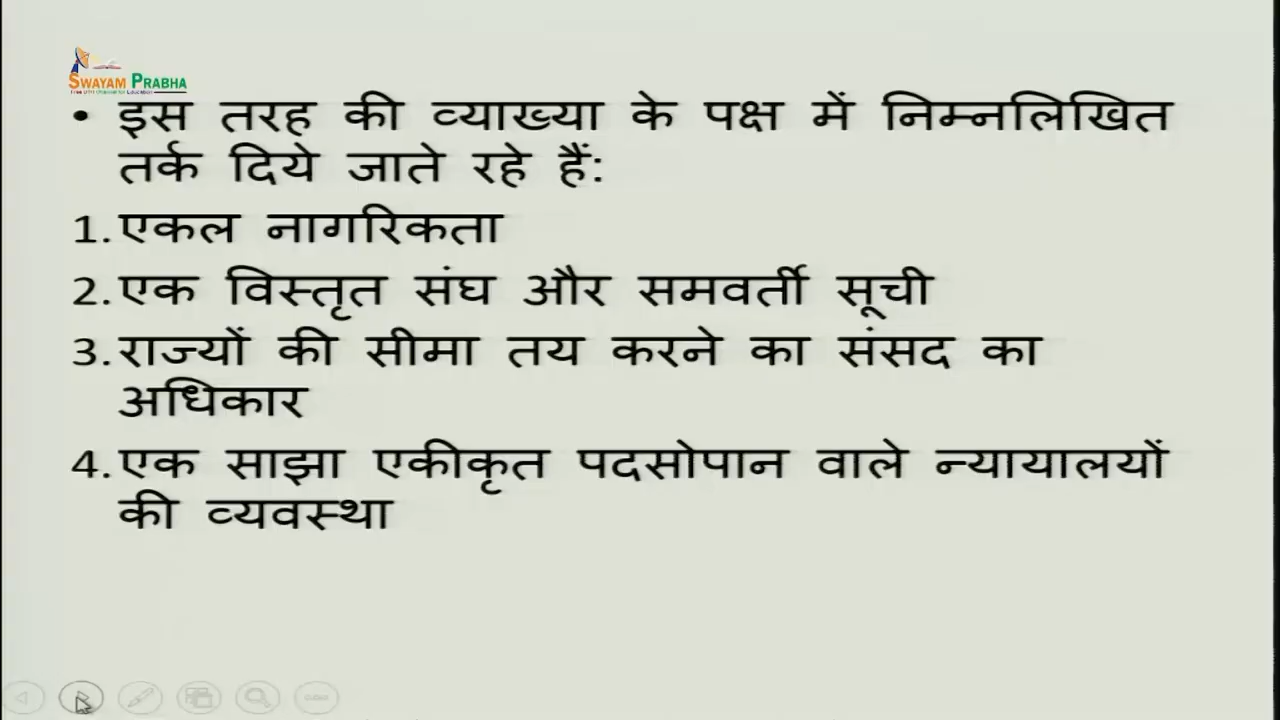 SWAYAM PRABHA
• इस तरह की व्याख्या के पक्ष में निम्नलिखित
तर्क दिये जाते रहे हैं:
1. एकल नागरिकता
2. एक विस्तृत संघ और समवर्ती सूची
3. राज्यों की सीमा तय करने का संसद का
अधिकार
4. एक साझा एकीकृत पदसोपान वाले न्यायालयों
की व्यवस्था